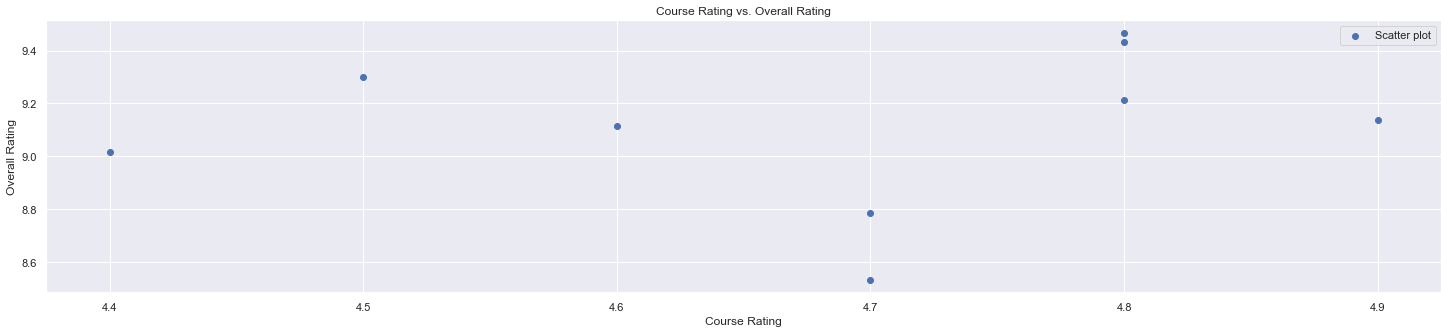 Course Rating vs. Overall Rating
Scatter plot
Overall Rating
9.4
9.2
9.0
8.8
8.6
4.4 4.5 4.6 4.7 4.8 4.9
Course Rating